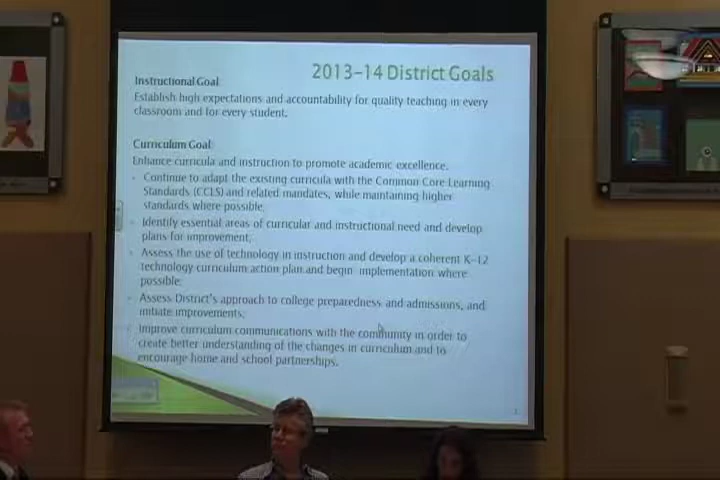 2013-14 District Goals
Instructional Goal
Establish high expectations and accountability for quality teaching in every
classroom and for every student.
Curriculum Goal
Enhance curricula and instruction to promote academic excellence.
Continue to adapt the existing curricula with the Common Core Learning
Standards (CCLS) and related mandates, while maintaining higher
standards where possible;
Identify essential areas of curricular and instructional need and develop
plans for improvement;
Assess the use of technology in instruction and develop a coherent K-12
technology curriculum action plan and begin implementation where
possible;
Assess District's approach to college preparedness and admissions, and
initiate improvements;
Improve curriculum communications with the community in order to
create better understanding of the changes in curriculum and to
encourage home and school partnerships.